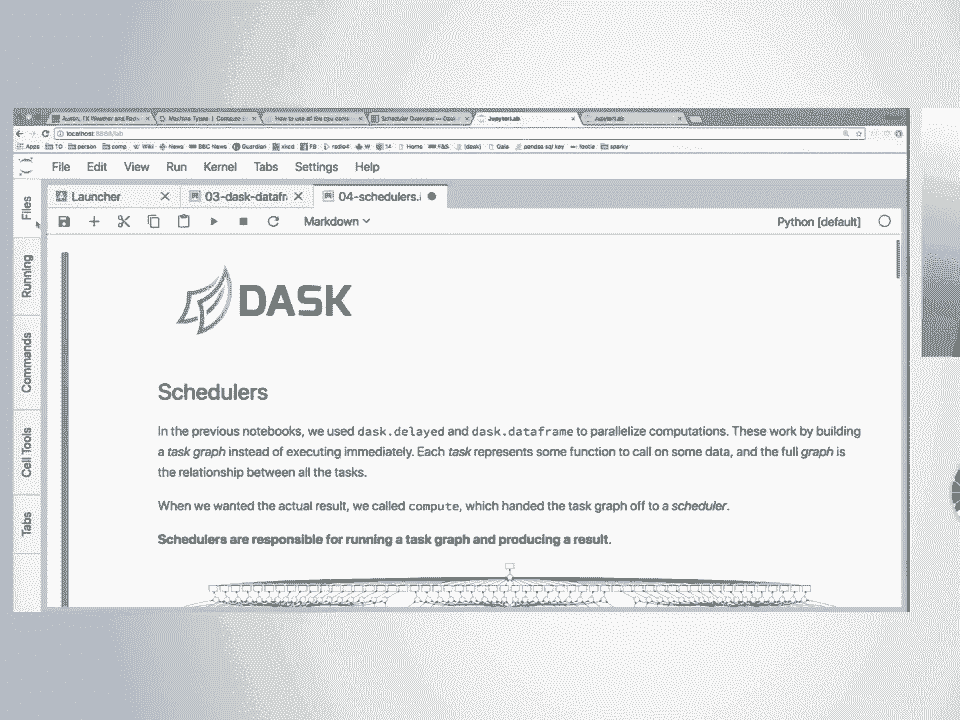 Austin, TX Weather and Rad
Machine Types | Compute
How to use all the cpu cores
Scheduler Overview — Dask
JupyterLab
JupyterLab
localhost:8888/lab
Apps TO person comp Wiki News BBC News Guardian xkcd FB radio4 W Home [dask] Gaia pandas sql key footie sparky
File Edit View Run Kernel Tabs Settings Help
Launcher
03-dask-datafr
04-schedulers.i
Markdown
Python [default]
Files
Running
Commands
Cell Tools
Tabs
DASK
Schedulers
In the previous notebooks, we used dask.delayed and dask.dataframe to parallelize computations. These work by building
a task graph instead of executing immediately. Each task represents some function to call on some data, and the full graph is
the relationship between all the tasks.
When we wanted the actual result, we called compute, which handed the task graph off to a scheduler.
Schedulers are responsible for running a task graph and producing a result.